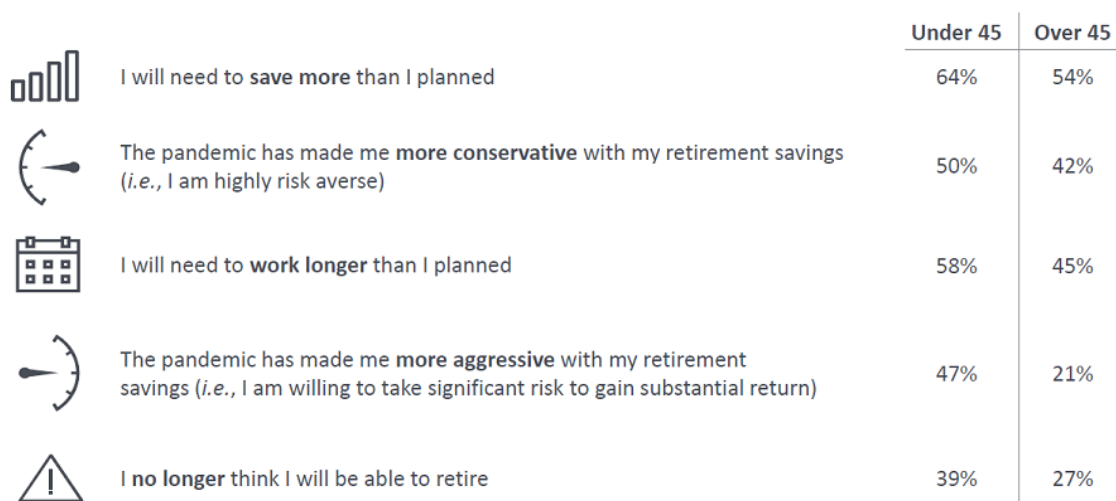 Under 45 Over 45
I will need to save more than I planned 64% 54%
The pandemic has made me more conservative with my retirement savings
(i.e., I am highly risk averse) 50% 42%
I will need to work longer than I planned 58% 45%
The pandemic has made me more aggressive with my retirement
savings (i.e., I am willing to take significant risk to gain substantial return) 47% 21%
I no longer think I will be able to retire 39% 27%